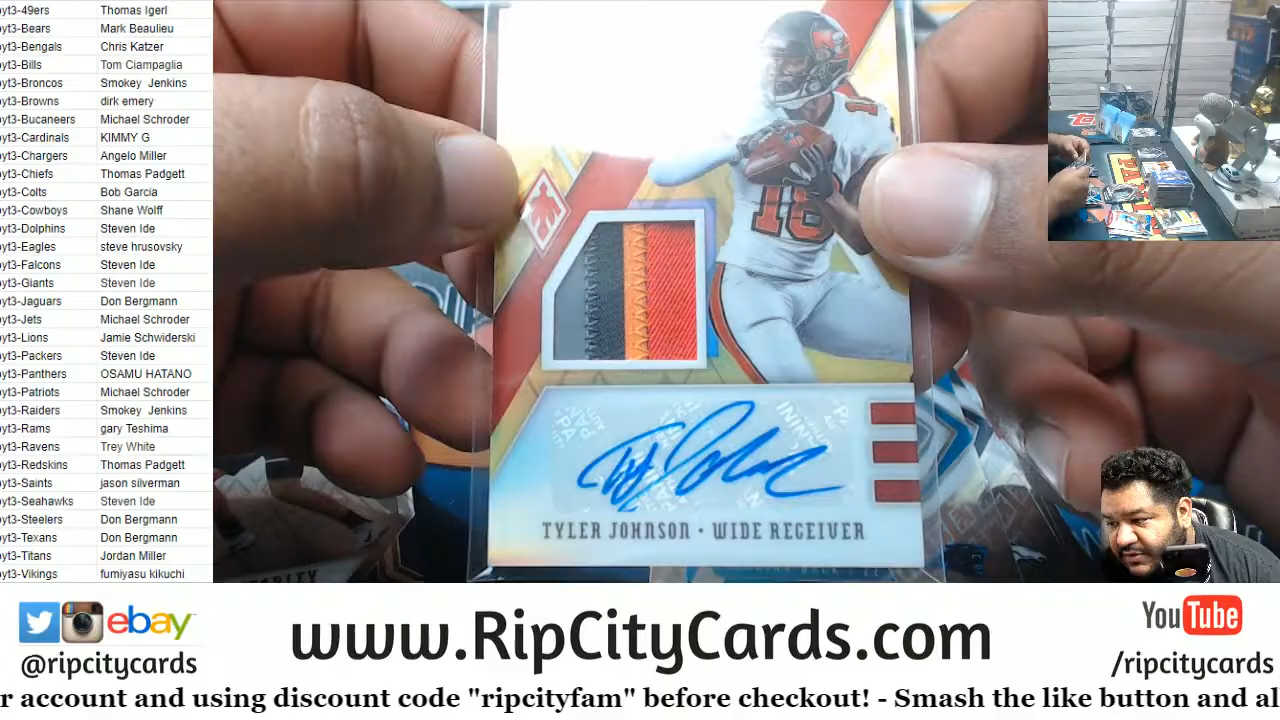 yt3-49ers Thomas Igerl
yt3-Bears Mark Beaulieu
yt3-Bengals Chris Katzer
yt3-Bills Tom Ciampaglia
yt3-Broncos Smokey Jenkins
yt3-Browns dirk emery
yt3-Bucaneers Michael Schroder
yt3-Cardinals KIMMY G
yt3-Chargers Angelo Miller
yt3-Chiefs Thomas Padgett
yt3-Colts Bob Garcia
yt3-Cowboys Shane Wolff
yt3-Dolphins Steven Ide
yt3-Eagles steve hrusovsky
yt3-Falcons Steven Ide
yt3-Giants Steven Ide
yt3-Jaguars Don Bergmann
yt3-Jets Michael Schroder
yt3-Lions Jamie Schwiderski
yt3-Packers Steven Ide
yt3-Panthers OSAMU HATANO
yt3-Patriots Michael Schroder
yt3-Raiders Smokey Jenkins
yt3-Rams gary Teshima
yt3-Ravens Trey White
yt3-Redskins Thomas Padgett
yt3-Saints jason silverman
yt3-Seahawks Steven Ide
yt3-Steelers Don Bergmann
yt3-Texans Don Bergmann
yt3-Titans Jordan Miller
yt3-Vikings fumiyasu kikuchi
18
TYLER JOHNSON • WIDE RECEIVER
ebay
@ripcitycards
www.RipCityCards.com
YouTube
/ripcitycards
r account and using discount code "ripcityfam" before checkout! - Smash the like button and al